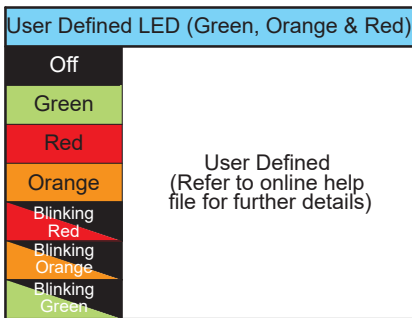 User Defined LED (Green, Orange & Red)
Off
Green
Red
Orange
Blinking
Red
Blinking
Orange
Blinking
Green
User Defined
(Refer to online help
file for further details)